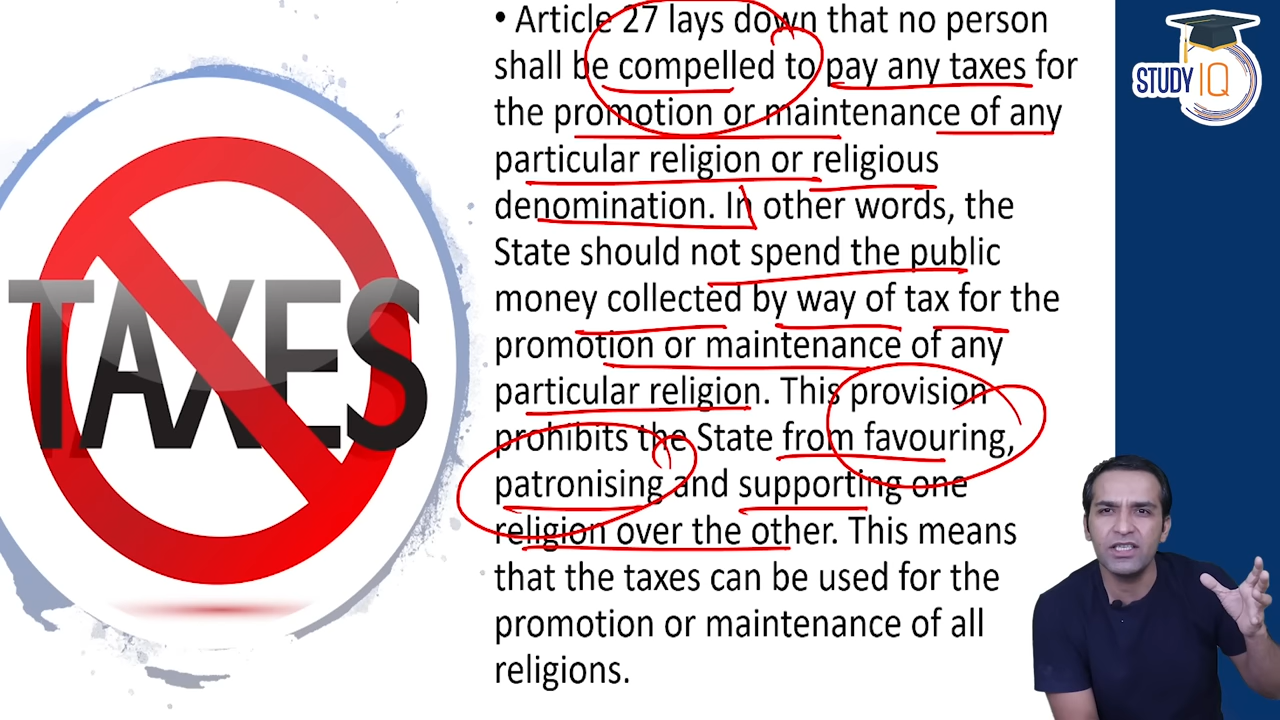 • Article 27 lays down that no person
shall be compelled to pay any taxes for
the promotion or maintenance of any
particular religion or religious
denomination. In other words, the
State should not spend the public
money collected by way of tax for the
promotion or maintenance of any
particular religion. This provision
prohibits the State from favouring,
patronising and supporting one
religion over the other. This means
that the taxes can be used for the
promotion or maintenance of all
religions.
TAXES
STUDY IQ